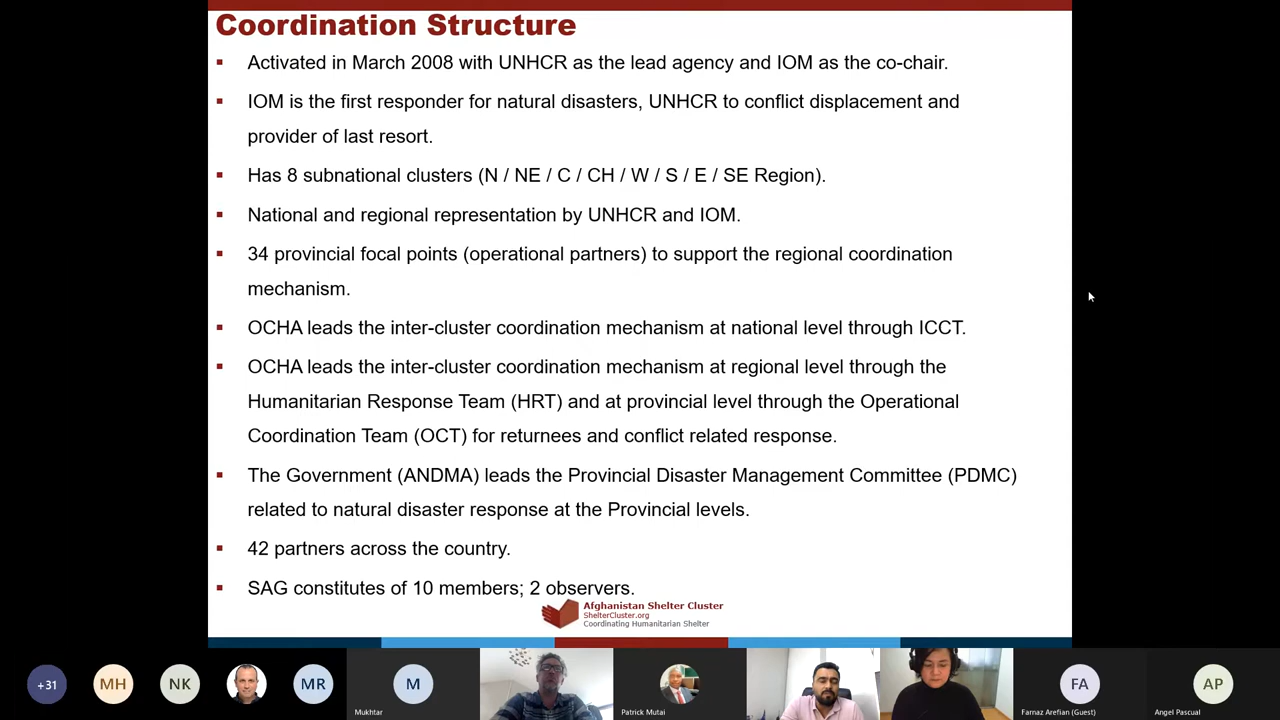 Coordination Structure
Activated in March 2008 with UNHCR as the lead agency and IOM as the co-chair.
IOM is the first responder for natural disasters, UNHCR to conflict displacement and
provider of last resort.
Has 8 subnational clusters (N / NE / C / CH / W / S / E / SE Region).
National and regional representation by UNHCR and IOM.
34 provincial focal points (operational partners) to support the regional coordination
mechanism.
OCHA leads the inter-cluster coordination mechanism at national level through ICCT.
OCHA leads the inter-cluster coordination mechanism at regional level through the
Humanitarian Response Team (HRT) and at provincial level through the Operational
Coordination Team (OCT) for returnees and conflict related response.
The Government (ANDMA) leads the Provincial Disaster Management Committee (PDMC)
related to natural disaster response at the Provincial levels.
42 partners across the country.
SAG constitutes of 10 members; 2 observers.
Afghanistan Shelter Cluster
ShelterCluster.org
Coordinating Humanitarian Shelter
+31
MH
NK
MR
M
FA
AP
Mukhtar
Patrick Mutai
Farnaz Arefian (Guest)
Angel Pascual